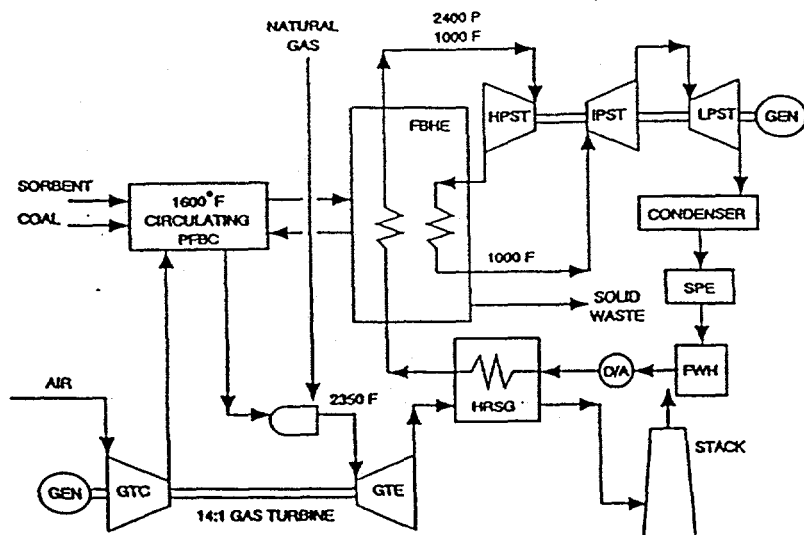 NATURAL
GAS
2400 P
1000 F
FBHE
HPST
IPST
LPST
GEN
SORBENT
COAL
1600°F
CIRCULATING
PFBC
CONDENSER
1000 F
SPE
SOLID
WASTE
AIR
2350 F
HRSG
D/A
FWH
STACK
GEN
GTC
GTE
14:1 GAS TURBINE